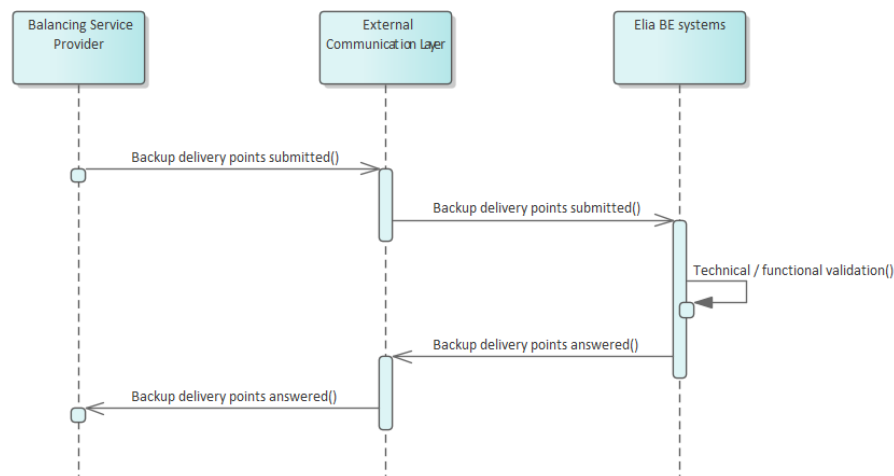 Balancing Service
Provider
External
Communication Layer
Elia BE systems
Backup delivery points submitted()
Backup delivery points submitted()
Technical / functional validation()
Backup delivery points answered()
Backup delivery points answered()